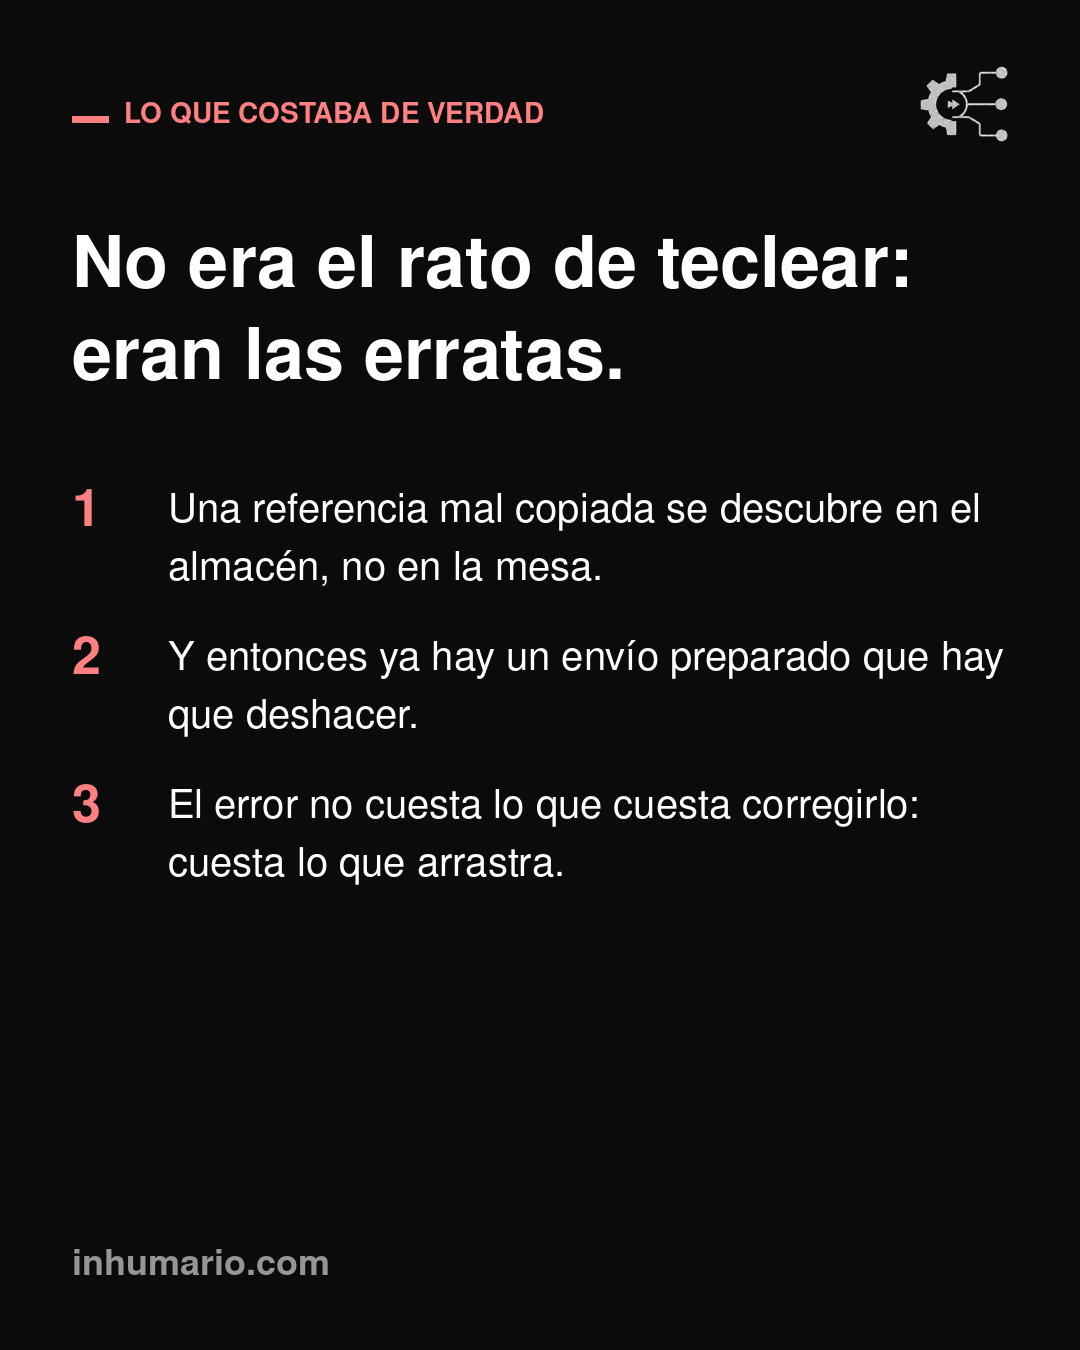 LO QUE COSTABA DE VERDAD
No era el rato de teclear:
eran las erratas.
1 Una referencia mal copiada se descubre en el
almacén, no en la mesa.
2 Y entonces ya hay un envío preparado que hay
que deshacer.
3 El error no cuesta lo que cuesta corregirlo:
cuesta lo que arrastra.
inhumario.com